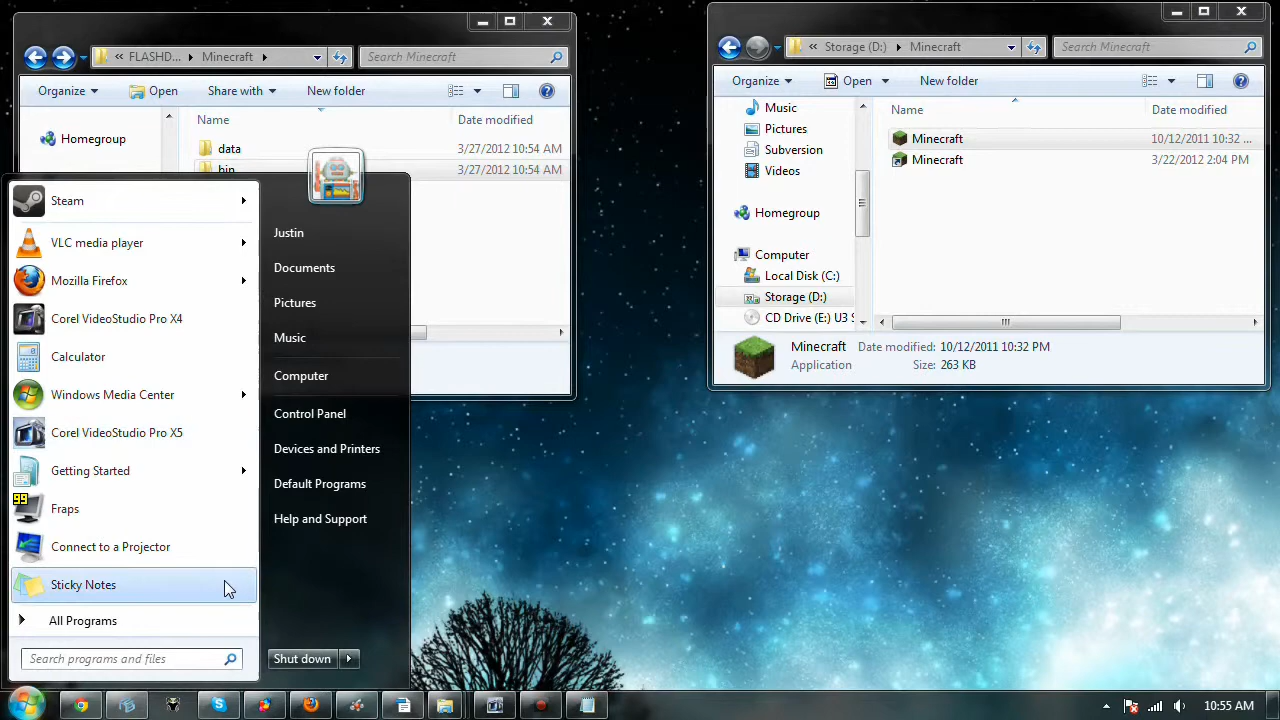 « FLASHD... ▸ Minecraft ▸
Search Minecraft
Organize
Open
Share with
New folder
Name
Date modified
Homegroup
data
3/27/2012 10:54 AM
bin
3/27/2012 10:54 AM
« Storage (D:) ▸ Minecraft
Search Minecraft
Organize
Open
New folder
Name
Date modified
Music
Pictures
Subversion
Videos
Homegroup
Computer
Local Disk (C:)
Storage (D:)
CD Drive (E:) U3 S
Minecraft
10/12/2011 10:32 ...
Minecraft
3/22/2012 2:04 PM
Minecraft Date modified: 10/12/2011 10:32 PM
Application Size: 263 KB
Steam
VLC media player
Mozilla Firefox
Corel VideoStudio Pro X4
Calculator
Windows Media Center
Corel VideoStudio Pro X5
Getting Started
99
Fraps
Connect to a Projector
Sticky Notes
All Programs
Search programs and files
Justin
Documents
Pictures
Music
Computer
Control Panel
Devices and Printers
Default Programs
Help and Support
Shut down
10:55 AM